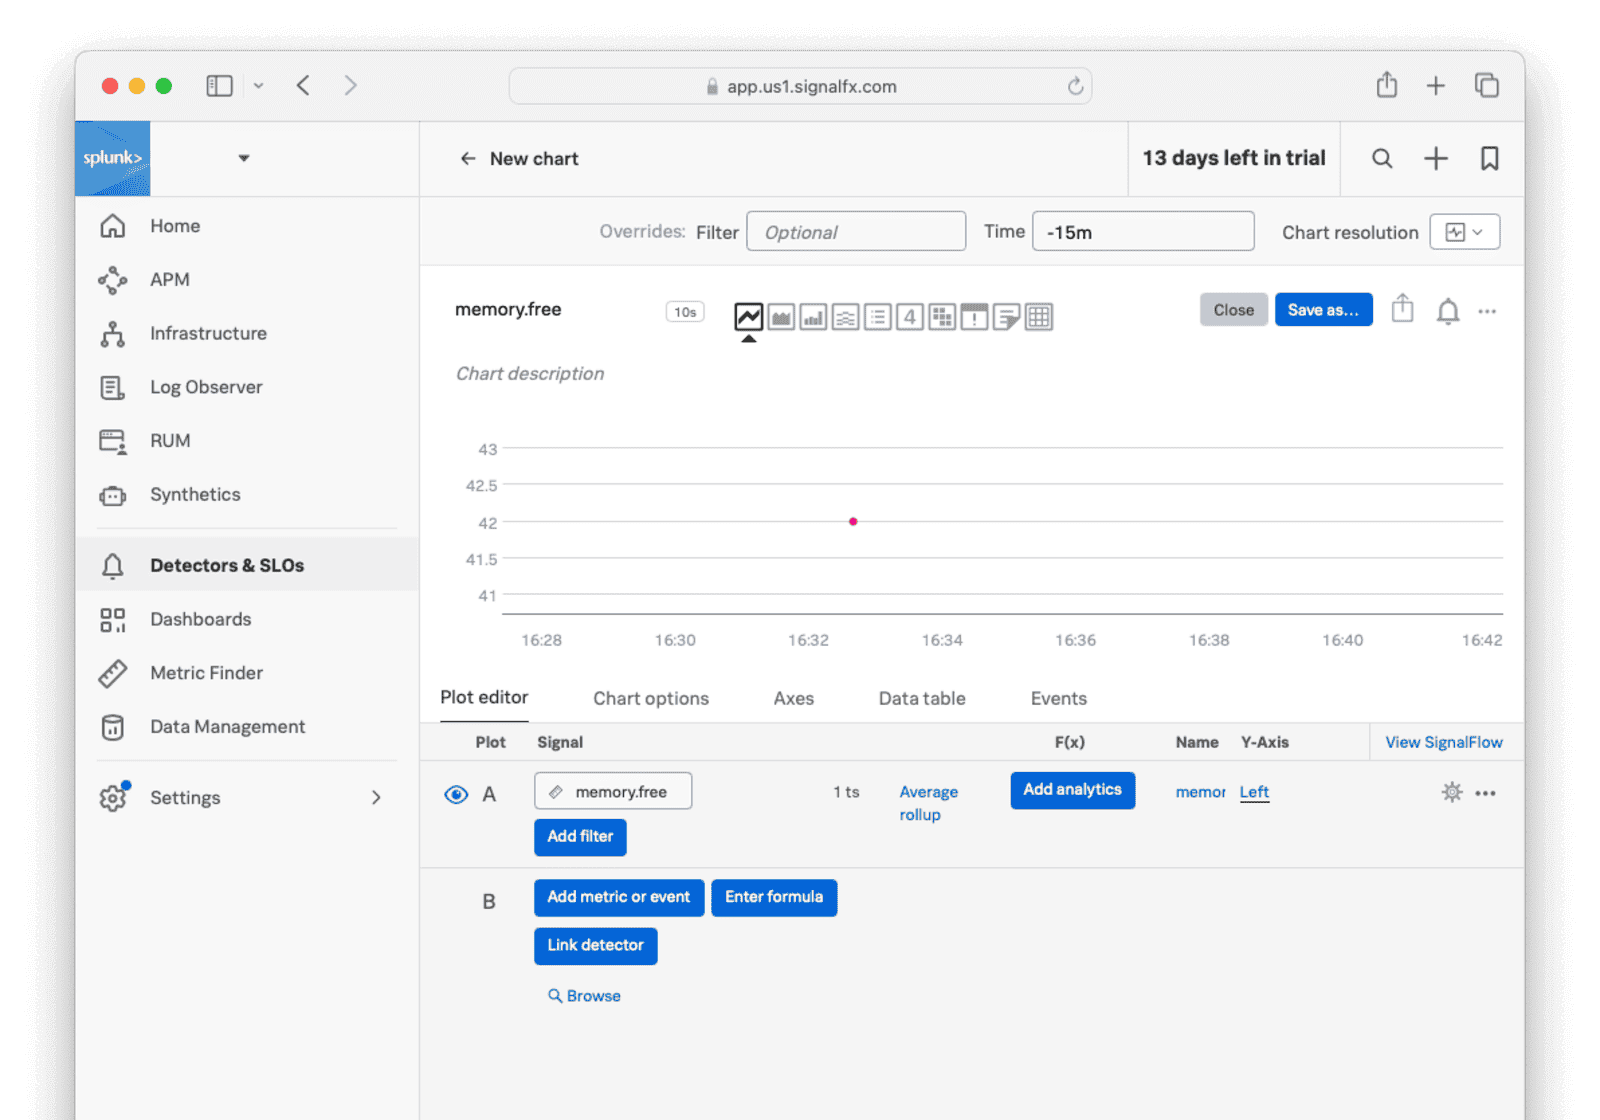 app.us1.signalfx.com
splunk>
New chart
13 days left in trial
Home
APM
Infrastructure
Log Observer
RUM
Synthetics
Detectors & SLOs
Dashboards
Metric Finder
Data Management
Settings
Overrides: Filter Optional Time -15m Chart resolution
memory.free 10s 4 ! Close Save as...
Chart description
43
42.5
42
41.5
41
16:28 16:30 16:32 16:34 16:36 16:38 16:40 16:42
Plot editor Chart options Axes Data table Events
Plot Signal F(x) Name Y-Axis View SignalFlow
A memory.free 1 ts Average rollup Add analytics memor Left
Add filter
B Add metric or event Enter formula
Link detector
Browse